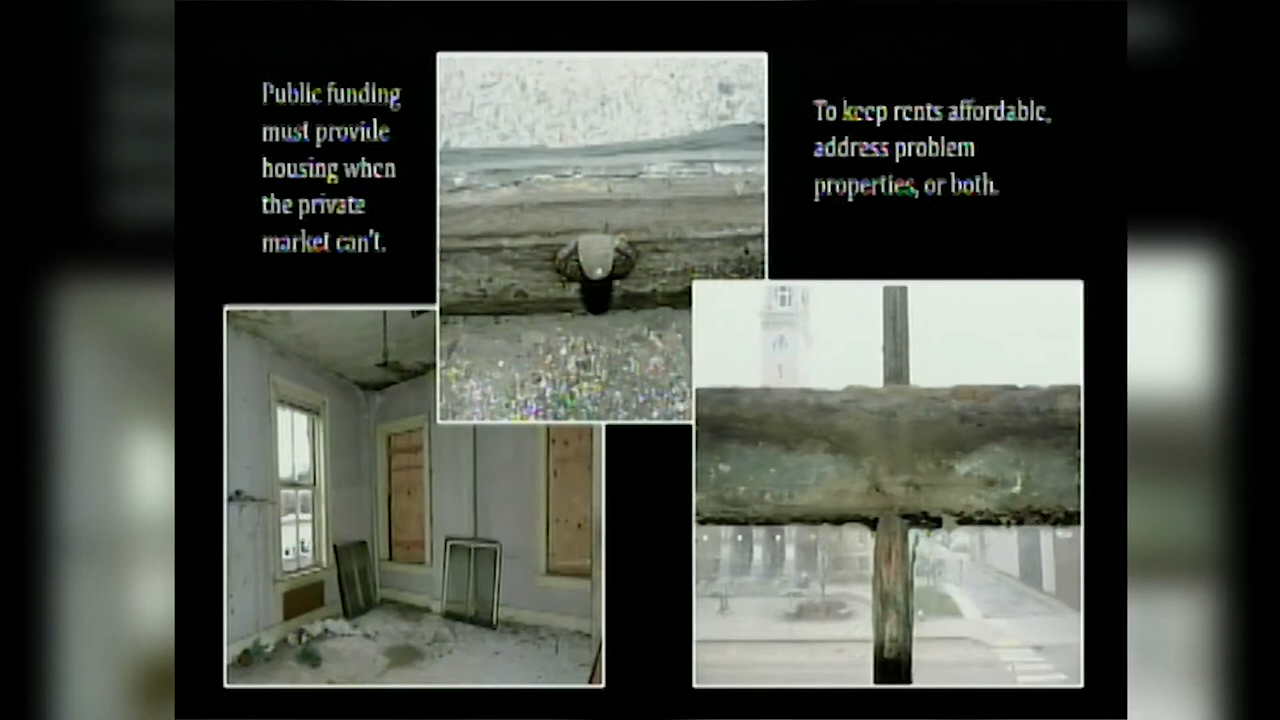 Public funding
must provide
housing when
the private
market can't.
To keep rents affordable,
address problem
properties, or both.